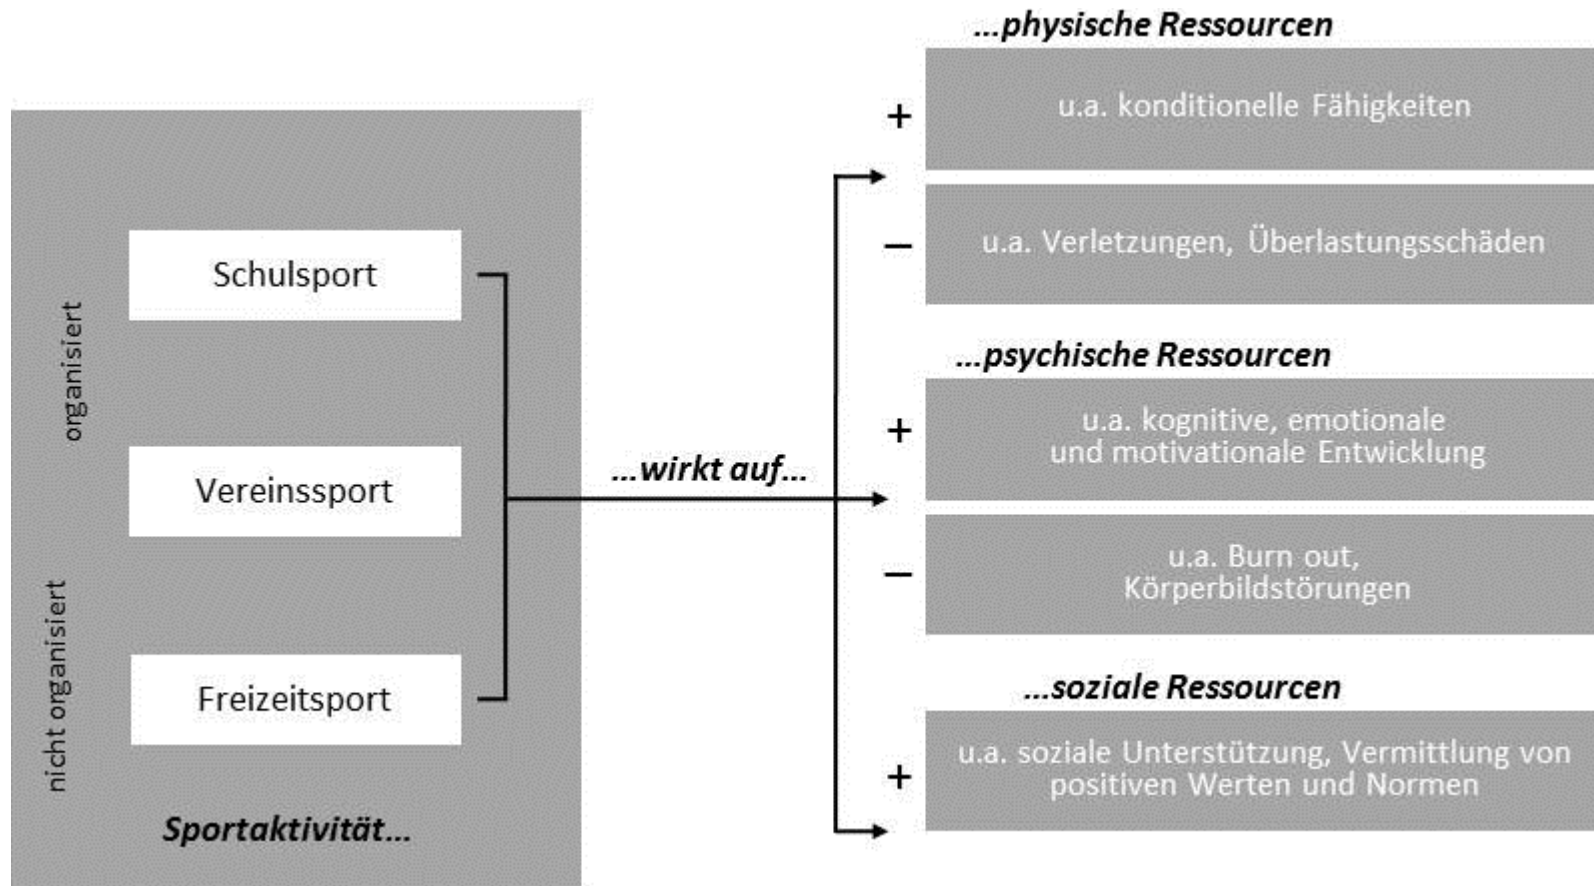 organisiert
nicht organisiert
Schulsport
Vereinssport
Freizeitsport
Sportaktivität...
...wirkt auf...
...physische Ressourcen
+
u.a. konditionelle Fähigkeiten
–
u.a. Verletzungen, Überlastungsschäden
...psychische Ressourcen
+
u.a. kognitive, emotionale
und motivationale Entwicklung
–
u.a. Burn out,
Körperbildstörungen
...soziale Ressourcen
+
u.a. soziale Unterstützung, Vermittlung von
positiven Werten und Normen